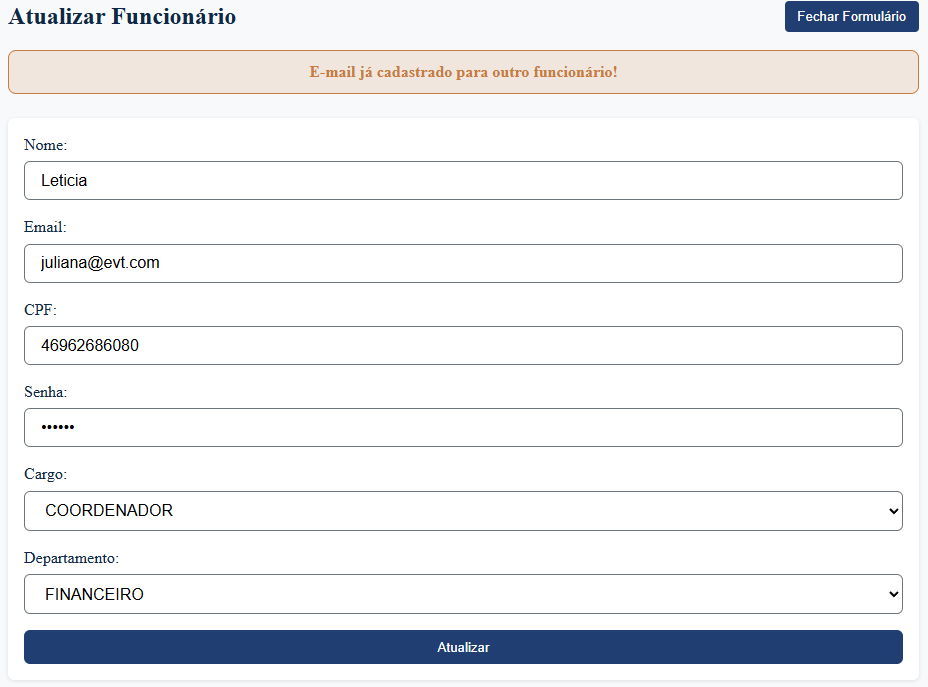 Atualizar Funcionário
Fechar Formulário
E-mail já cadastrado para outro funcionário!
Nome:
Leticia
Email:
juliana@evt.com
CPF:
46962686080
Senha:
••••••
Cargo:
COORDENADOR
Departamento:
FINANCEIRO
Atualizar